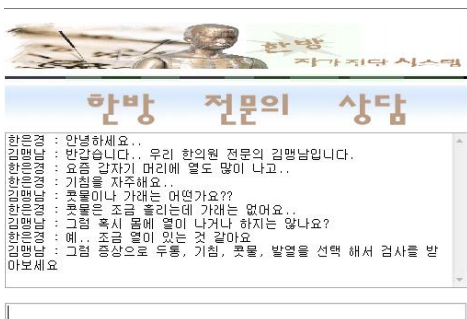 한방
자가 진단 시스템
한방 전문의 상담
한은경 : 안녕하세요..
김맹남 : 반갑습니다.. 우리 한의원 전문의 김맹남입니다.
한은경 : 요즘 갑자기 머리에 열도 많이 나고..
한은경 : 기침을 자주해요..
김맹남 : 콧물이나 가래는 어떤가요??
한은경 : 콧물은 조금 흘리는데 가래는 없어요..
김맹남 : 그럼 혹시 몸에 열이 나거나 하지는 않나요?
한은경 : 예.. 조금 열이 있는 것 같아요
김맹남 : 그럼 증상으로 두통, 기침, 콧물, 발열을 선택 해서 검사를 받
아보세요